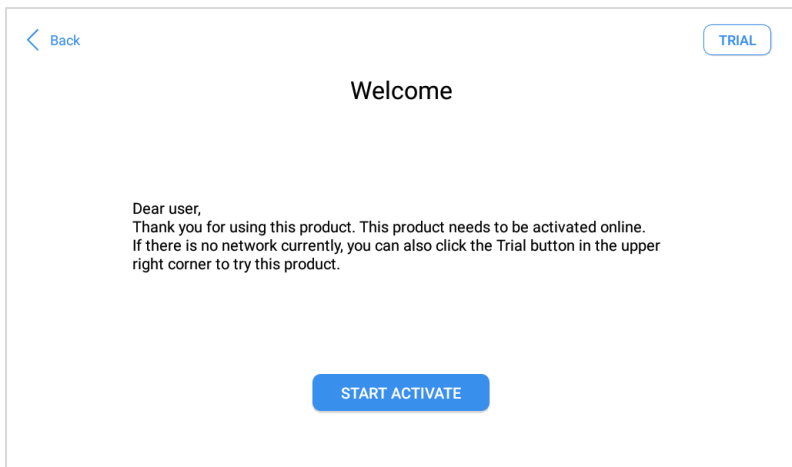 Back
TRIAL
Welcome
Dear user,
Thank you for using this product. This product needs to be activated online.
If there is no network currently, you can also click the Trial button in the upper
right corner to try this product.
START ACTIVATE